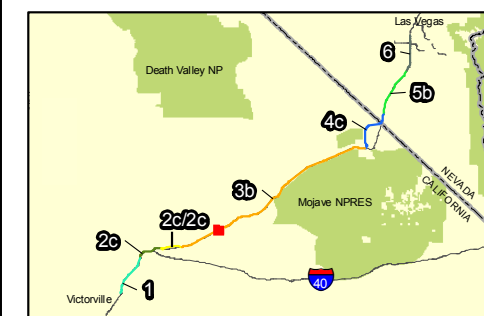 Las Vegas
6
Death Valley NP
5b
4c
NEVADA
CALIFORNIA
3b
Mojave NPRES
2c/2c
2c
40
Victorville
1